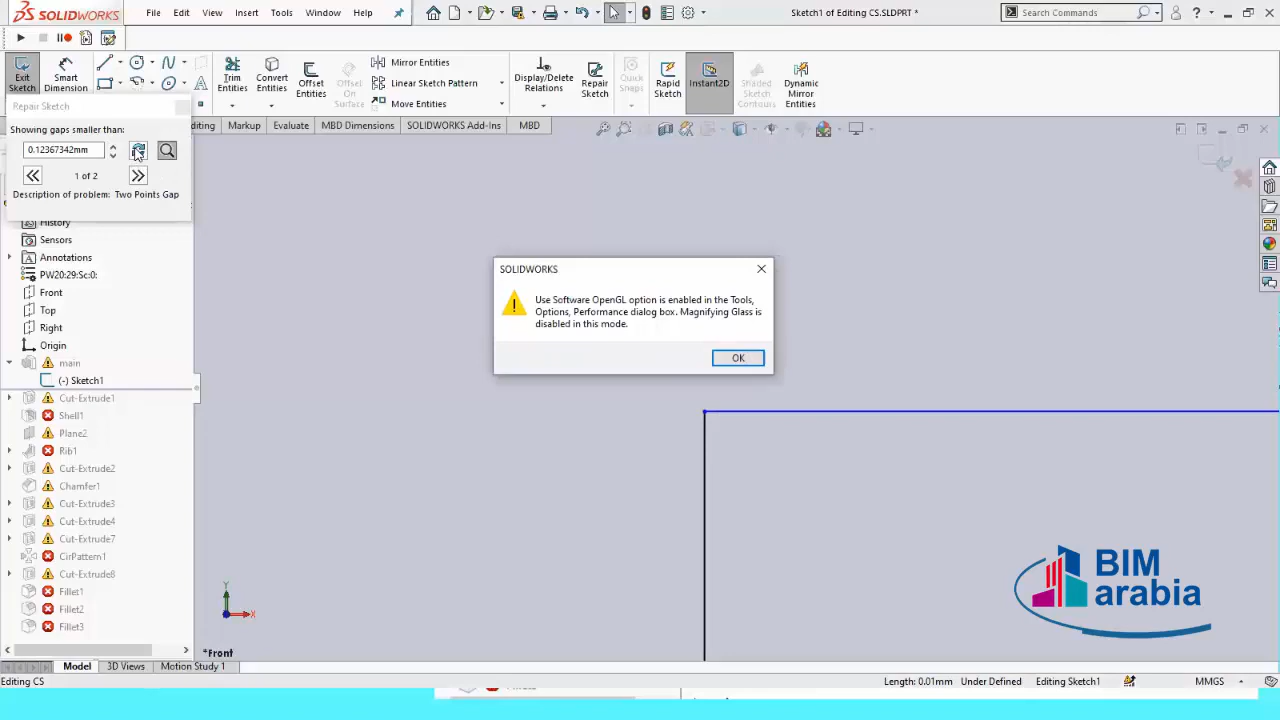 SOLIDWORKS File Edit View Insert Tools Window Help Sketch1 of Editing CS.SLDPRT * Search Commands
Exit Sketch
Smart Dimension
Trim Entities
Convert Entities
Offset Entities
Offset On Surface
Mirror Entities
Linear Sketch Pattern
Move Entities
Display/Delete Relations
Repair Sketch
Quick Snaps
Rapid Sketch
Instant2D
Shaded Sketch Contours
Dynamic Mirror Entities
Markup Evaluate MBD Dimensions SOLIDWORKS Add-Ins MBD
Repair Sketch
Showing gaps smaller than:
0.12367342mm
1 of 2
Description of problem: Two Points Gap
History
Sensors
Annotations
PW20:29:Sc:0:
Front
Top
Right
Origin
main
(-) Sketch1
Cut-Extrude1
Shell1
Plane2
Rib1
Cut-Extrude2
Chamfer1
Cut-Extrude3
Cut-Extrude4
Cut-Extrude7
CirPattern1
Cut-Extrude8
Fillet1
Fillet2
Fillet3
SOLIDWORKS
Use Software OpenGL option is enabled in the Tools,
Options, Performance dialog box. Magnifying Glass is
disabled in this mode.
OK
BIM
arabia
Y
X
*Front
Model 3D Views Motion Study 1
Editing CS Length: 0.01mm Under Defined Editing Sketch1 MMGS